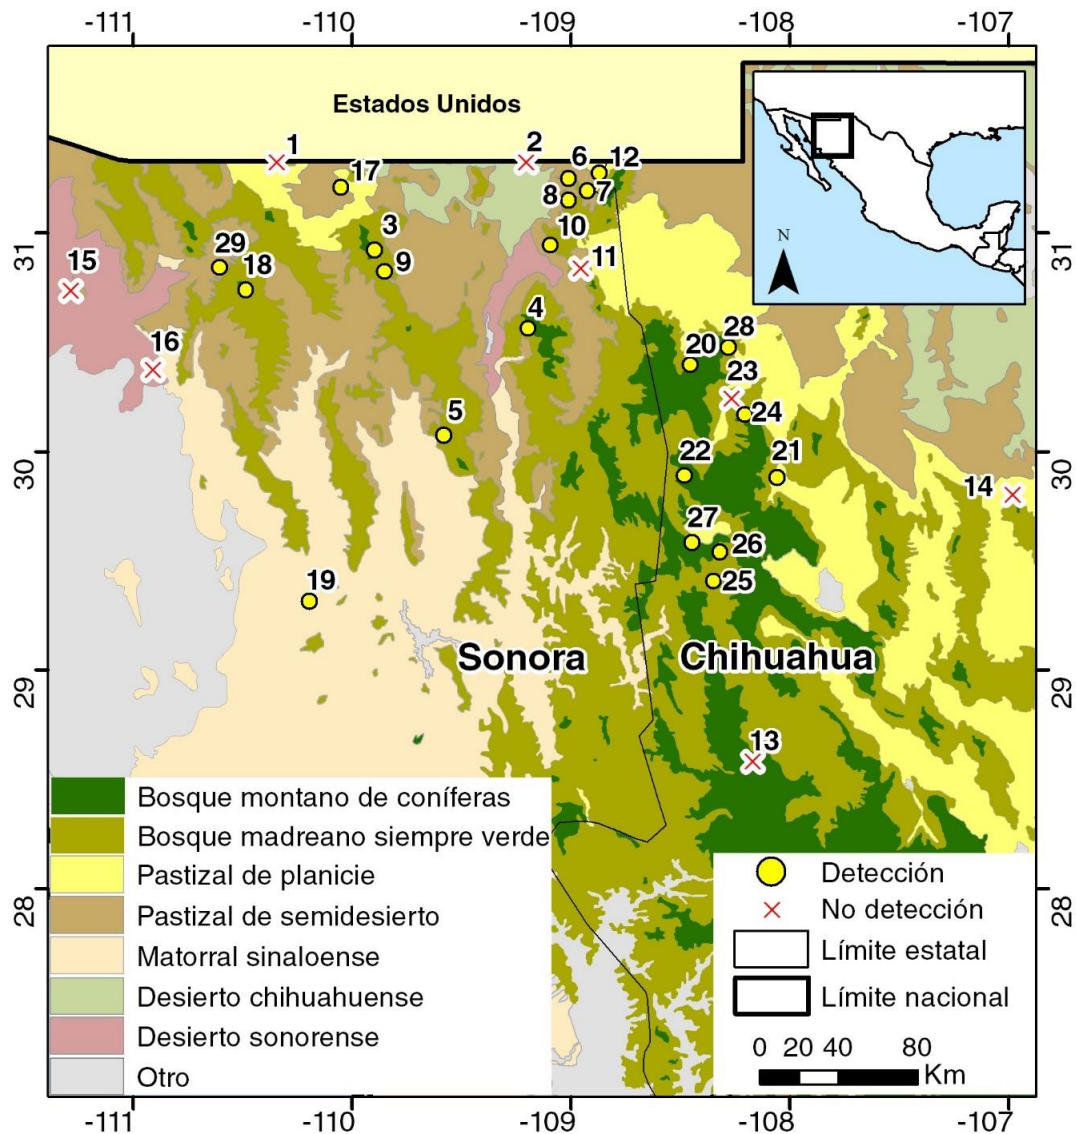 -111 -110 -109 -108 -107
Estados Unidos
N
1 2 6 12
17 8 7
3 10
31 31
29 18 9 11
15
4
16 20 28
23
5 24
30 30
22 21
14
27
26
19 25
Sonora Chihuahua
29 29
13
Bosque montano de coníferas
Bosque madreano siempre verde
Pastizal de planicie
Pastizal de semidesierto
Matorral sinaloense
Desierto chihuahuense
Desierto sonorense
Otro
28 28
Detección
No detección
Límite estatal
Límite nacional
0 20 40 80
Km
-111 -110 -109 -108 -107